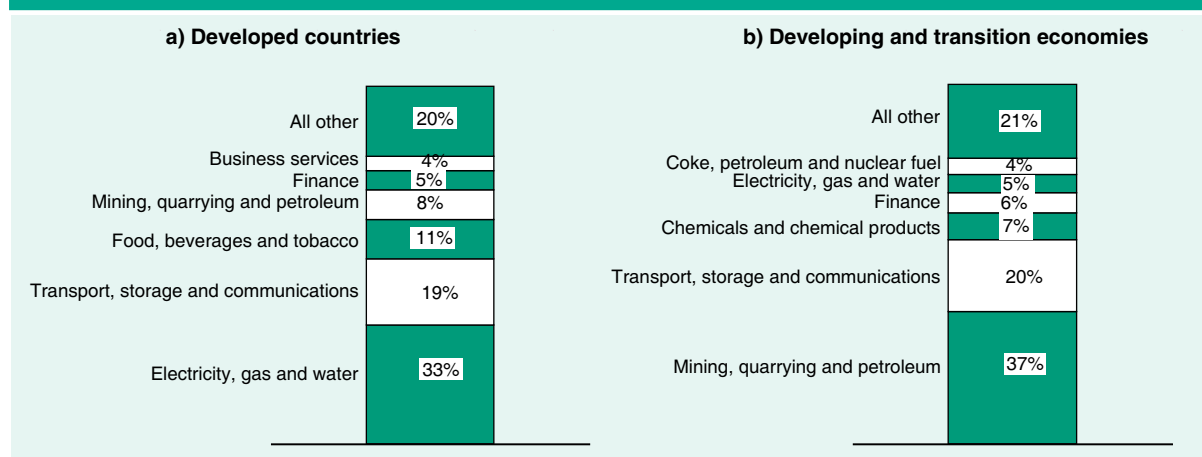 a) Developed countries
All other
20%
Business services
4%
Finance
5%
Mining, quarrying and petroleum
8%
Food, beverages and tobacco
11%
Transport, storage and communications
19%
Electricity, gas and water
33%
b) Developing and transition economies
All other
21%
Coke, petroleum and nuclear fuel
4%
Electricity, gas and water
5%
Finance
6%
Chemicals and chemical products
7%
Transport, storage and communications
20%
Mining, quarrying and petroleum
37%